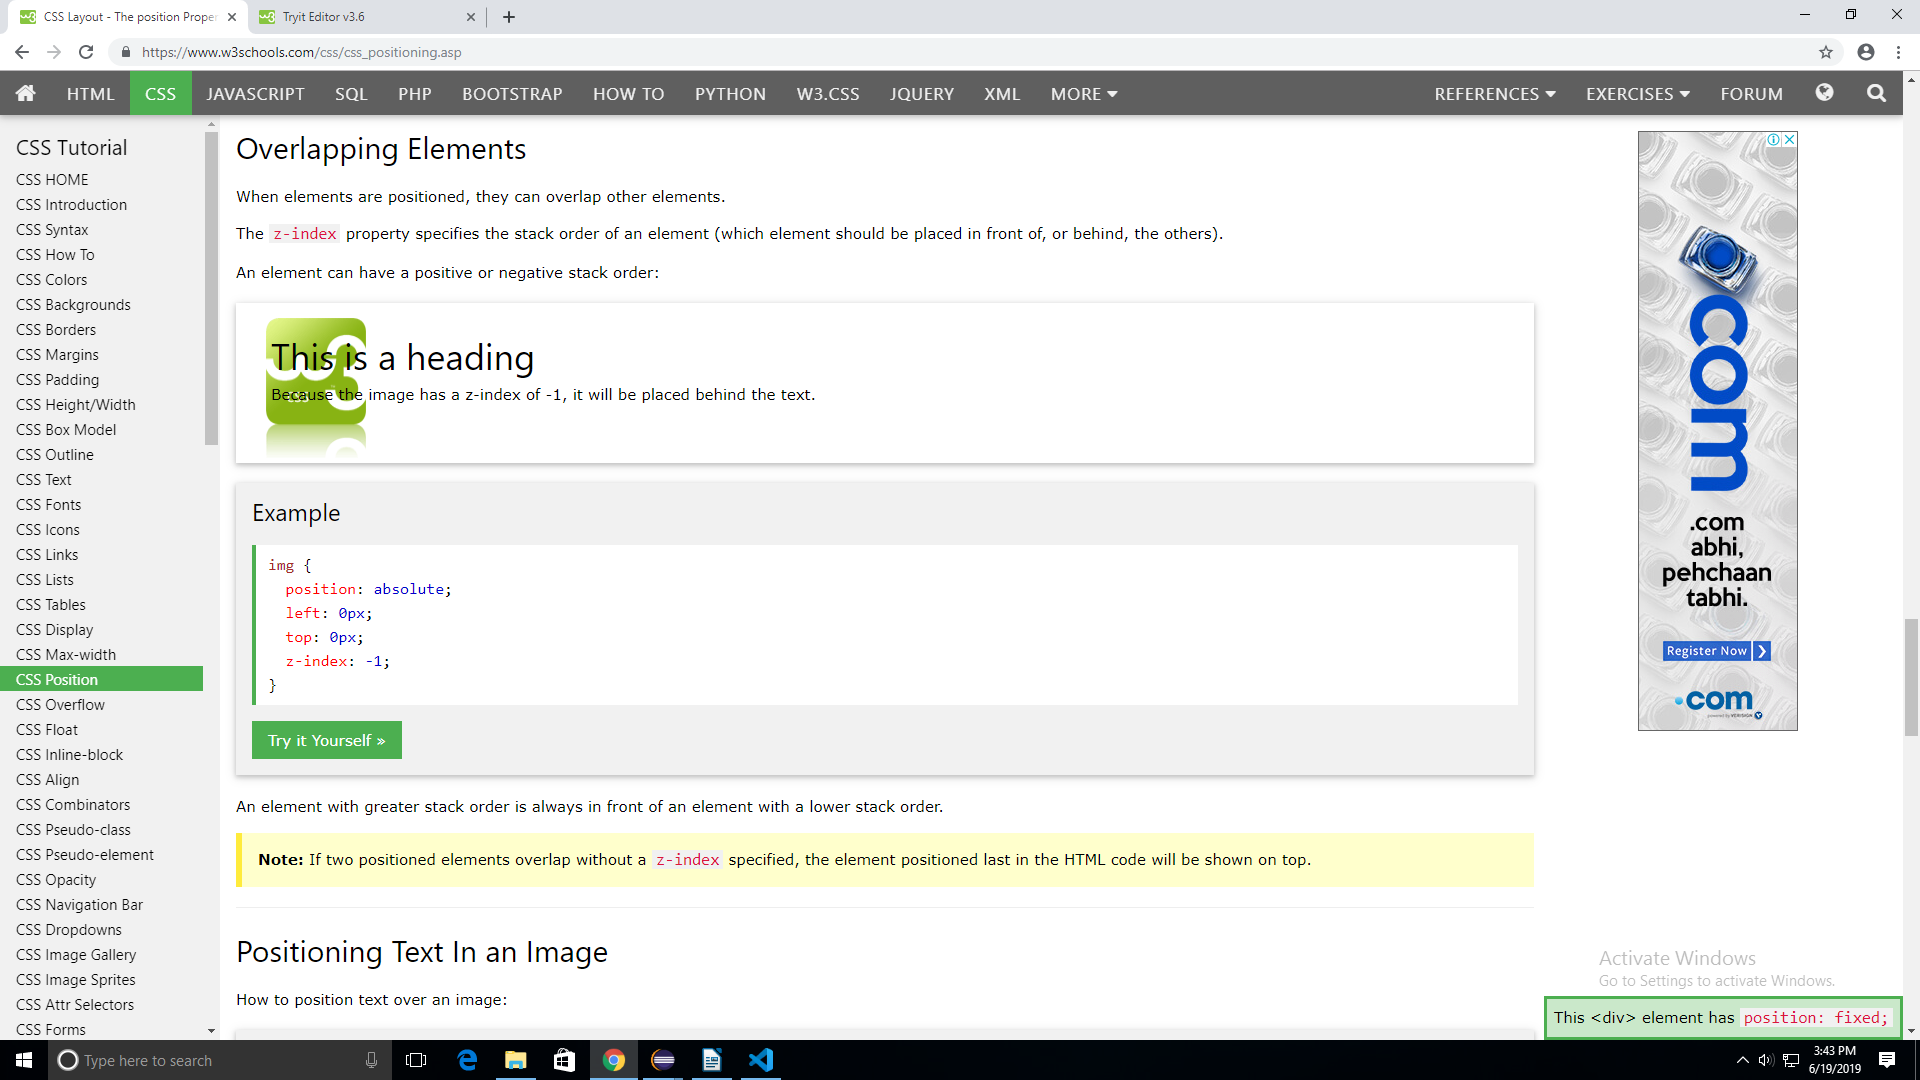 CSS Layout - The position Proper
Tryit Editor v3.6
https://www.w3schools.com/css/css_positioning.asp
HTML CSS JAVASCRIPT SQL PHP BOOTSTRAP HOW TO PYTHON W3.CSS JQUERY XML MORE REFERENCES EXERCISES FORUM
CSS Tutorial
CSS HOME
CSS Introduction
CSS Syntax
CSS How To
CSS Colors
CSS Backgrounds
CSS Borders
CSS Margins
CSS Padding
CSS Height/Width
CSS Box Model
CSS Outline
CSS Text
CSS Fonts
CSS Icons
CSS Links
CSS Lists
CSS Tables
CSS Display
CSS Max-width
CSS Position
CSS Overflow
CSS Float
CSS Inline-block
CSS Align
CSS Combinators
CSS Pseudo-class
CSS Pseudo-element
CSS Opacity
CSS Navigation Bar
CSS Dropdowns
CSS Image Gallery
CSS Image Sprites
CSS Attr Selectors
CSS Forms
Overlapping Elements
When elements are positioned, they can overlap other elements.
The z-index property specifies the stack order of an element (which element should be placed in front of, or behind, the others).
An element can have a positive or negative stack order:
This is a heading
Because the image has a z-index of -1, it will be placed behind the text.
Example
img {
position: absolute;
left: 0px;
top: 0px;
z-index: -1;
}
Try it Yourself »
An element with greater stack order is always in front of an element with a lower stack order.
Note: If two positioned elements overlap without a z-index specified, the element positioned last in the HTML code will be shown on top.
Positioning Text In an Image
How to position text over an image:
com
.com
abhi,
pehchaan
tabhi.
Register Now
.com
powered by VERISIGN
Activate Windows
Go to Settings to activate Windows.
This <div> element has position: fixed;
Type here to search
3:43 PM
6/19/2019